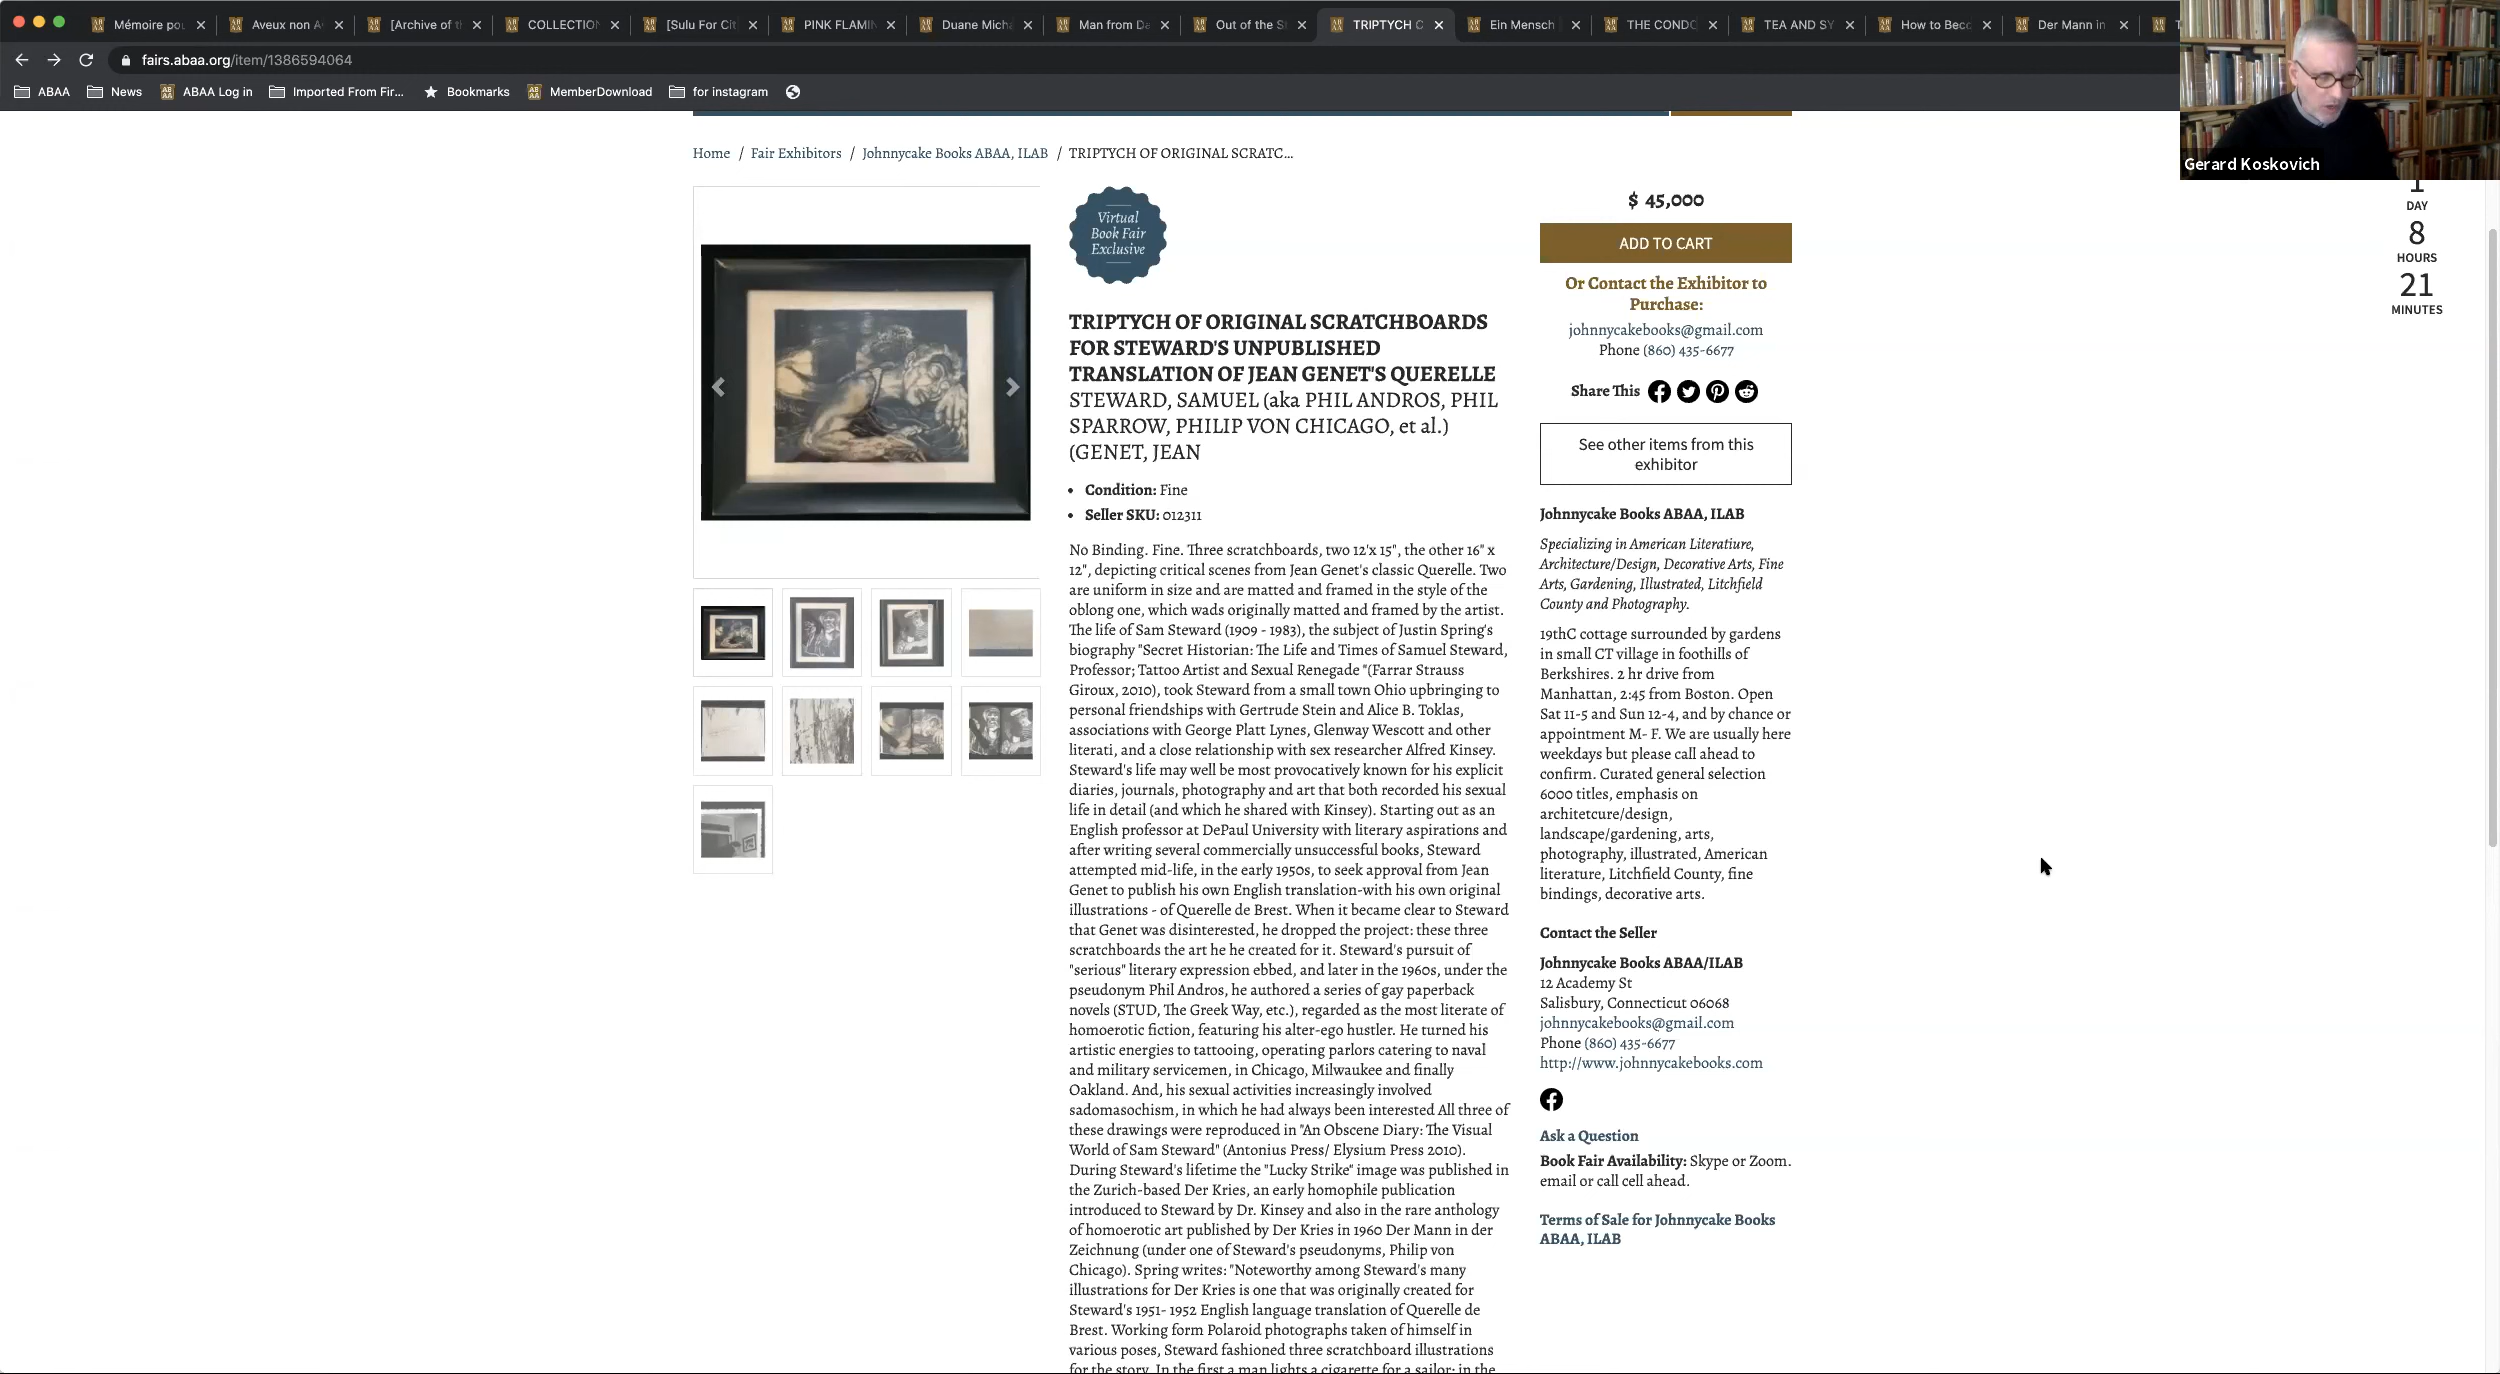 Mémoire po
Aveux non A
[Archive of t
COLLECTION
[Sulu For Cit
PINK FLAMIN
Duane Mich
Man from Da
Out of the S
TRIPTYCH O
Ein Mensch
THE CONDO
TEA AND SY
How to Beco
Der Mann in
fairs.abaa.org/item/1386594064
ABAA
News
ABAA Log in
Imported From Fir...
Bookmarks
MemberDownload
for instagram
Gerard Koskovich
Home / Fair Exhibitors / Johnnycake Books ABAA, ILAB / TRIPTYCH OF ORIGINAL SCRATC...
Virtual
Book Fair
Exclusive
TRIPTYCH OF ORIGINAL SCRATCHBOARDS
FOR STEWARD'S UNPUBLISHED
TRANSLATION OF JEAN GENET'S QUERELLE
STEWARD, SAMUEL (aka PHIL ANDROS, PHIL
SPARROW, PHILIP VON CHICAGO, et al.)
(GENET, JEAN
• Condition: Fine
• Seller SKU: 012311
No Binding. Fine. Three scratchboards, two 12'x 15", the other 16" x
12", depicting critical scenes from Jean Genet's classic Querelle. Two
are uniform in size and are matted and framed in the style of the
oblong one, which wads originally matted and framed by the artist.
The life of Sam Steward (1909 - 1983), the subject of Justin Spring's
biography "Secret Historian: The Life and Times of Samuel Steward,
Professor; Tattoo Artist and Sexual Renegade "(Farrar Strauss
Giroux, 2010), took Steward from a small town Ohio upbringing to
personal friendships with Gertrude Stein and Alice B. Toklas,
associations with George Platt Lynes, Glenway Wescott and other
literati, and a close relationship with sex researcher Alfred Kinsey.
Steward's life may well be most provocatively known for his explicit
diaries, journals, photography and art that both recorded his sexual
life in detail (and which he shared with Kinsey). Starting out as an
English professor at DePaul University with literary aspirations and
after writing several commercially unsuccessful books, Steward
attempted mid-life, in the early 1950s, to seek approval from Jean
Genet to publish his own English translation-with his own original
illustrations - of Querelle de Brest. When it became clear to Steward
that Genet was disinterested, he dropped the project: these three
scratchboards the art he he created for it. Steward's pursuit of
"serious" literary expression ebbed, and later in the 1960s, under the
pseudonym Phil Andros, he authored a series of gay paperback
novels (STUD, The Greek Way, etc.), regarded as the most literate of
homoerotic fiction, featuring his alter-ego hustler. He turned his
artistic energies to tattooing, operating parlors catering to naval
and military servicemen, in Chicago, Milwaukee and finally
Oakland. And, his sexual activities increasingly involved
sadomasochism, in which he had always been interested All three of
these drawings were reproduced in "An Obscene Diary: The Visual
World of Sam Steward" (Antonius Press/ Elysium Press 2010).
During Steward's lifetime the "Lucky Strike" image was published in
the Zurich-based Der Kries, an early homophile publication
introduced to Steward by Dr. Kinsey and also in the rare anthology
of homoerotic art published by Der Kries in 1960 Der Mann in der
Zeichnung (under one of Steward's pseudonyms, Philip von
Chicago). Spring writes: "Noteworthy among Steward's many
illustrations for Der Kries is one that was originally created for
Steward's 1951- 1952 English language translation of Querelle de
Brest. Working form Polaroid photographs taken of himself in
various poses, Steward fashioned three scratchboard illustrations
for the story. In the first a man lights a cigarette for a sailor; in the
$ 45,000
ADD TO CART
Or Contact the Exhibitor to
Purchase:
johnnycakebooks@gmail.com
Phone (860) 435-6677
Share This
See other items from this
exhibitor
Johnnycake Books ABAA, ILAB
Specializing in American Literatiure,
Architecture/Design, Decorative Arts, Fine
Arts, Gardening, Illustrated, Litchfield
County and Photography.
19thC cottage surrounded by gardens
in small CT village in foothills of
Berkshires. 2 hr drive from
Manhattan, 2:45 from Boston. Open
Sat 11-5 and Sun 12-4, and by chance or
appointment M- F. We are usually here
weekdays but please call ahead to
confirm. Curated general selection
6000 titles, emphasis on
architetcure/design,
landscape/gardening, arts,
photography, illustrated, American
literature, Litchfield County, fine
bindings, decorative arts.
Contact the Seller
Johnnycake Books ABAA/ILAB
12 Academy St
Salisbury, Connecticut 06068
johnnycakebooks@gmail.com
Phone (860) 435-6677
http://www.johnnycakebooks.com
Ask a Question
Book Fair Availability: Skype or Zoom.
email or call cell ahead.
Terms of Sale for Johnnycake Books
ABAA, ILAB
1
DAY
8
HOURS
21
MINUTES